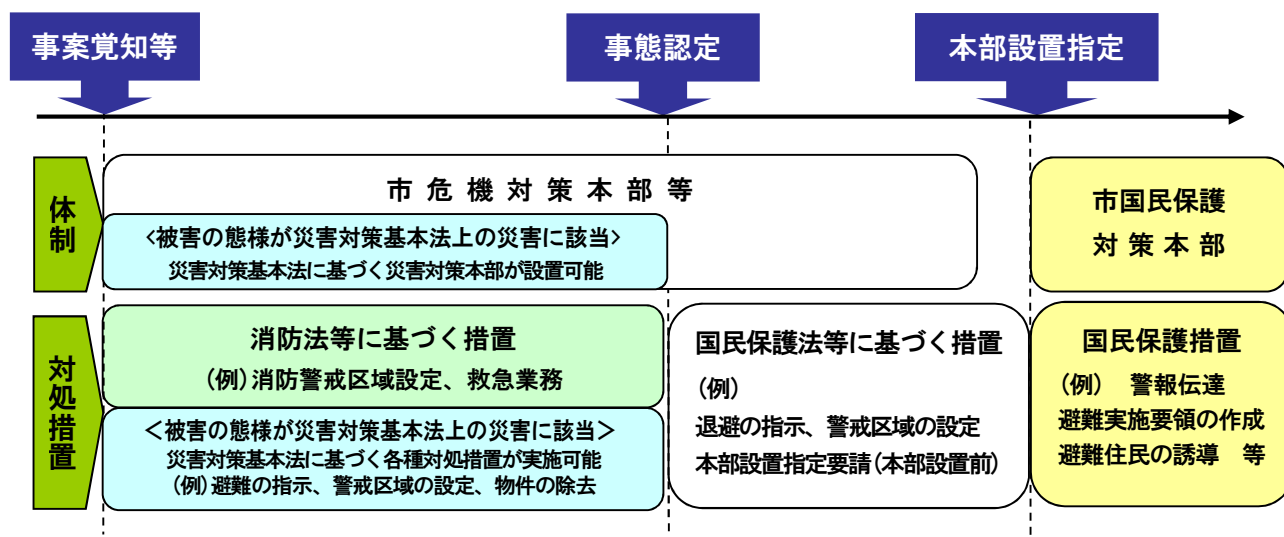 事案覚知等
事態認定
本部設置指定
体制
市危機対策本部等
<被害の態様が災害対策基本法上の災害に該当>
災害対策基本法に基づく災害対策本部が設置可能
市国民保護
対策本部
対処措置
消防法等に基づく措置
(例)消防警戒区域設定、救急業務
<被害の態様が災害対策基本法上の災害に該当>
災害対策基本法に基づく各種対処措置が実施可能
(例)避難の指示、警戒区域の設定、物件の除去
国民保護法等に基づく措置
(例)
退避の指示、警戒区域の設定
本部設置指定要請(本部設置前)
国民保護措置
(例) 警報伝達
避難実施要領の作成
避難住民の誘導 等